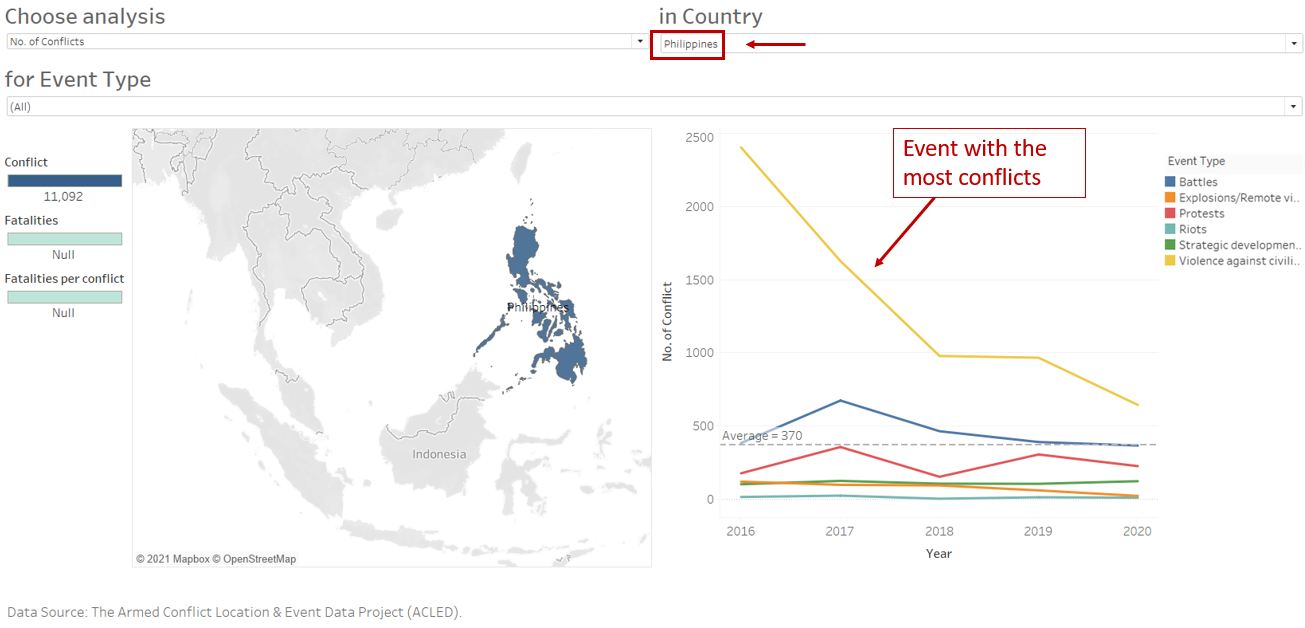 Choose analysis
in Country
No. of Conflicts
Philippines
for Event Type
(All)
Conflict
11,092
Fatalities
Null
Fatalities per conflict
Null
Philippines
Indonesia
© 2021 Mapbox © OpenStreetMap
Event with the
most conflicts
No. of Conflict
2500
2000
1500
1000
500
0
Average = 370
2016 2017 2018 2019 2020
Year
Event Type
Battles
Explosions/Remote vi..
Protests
Riots
Strategic developmen..
Violence against civili..
Data Source: The Armed Conflict Location & Event Data Project (ACLED).